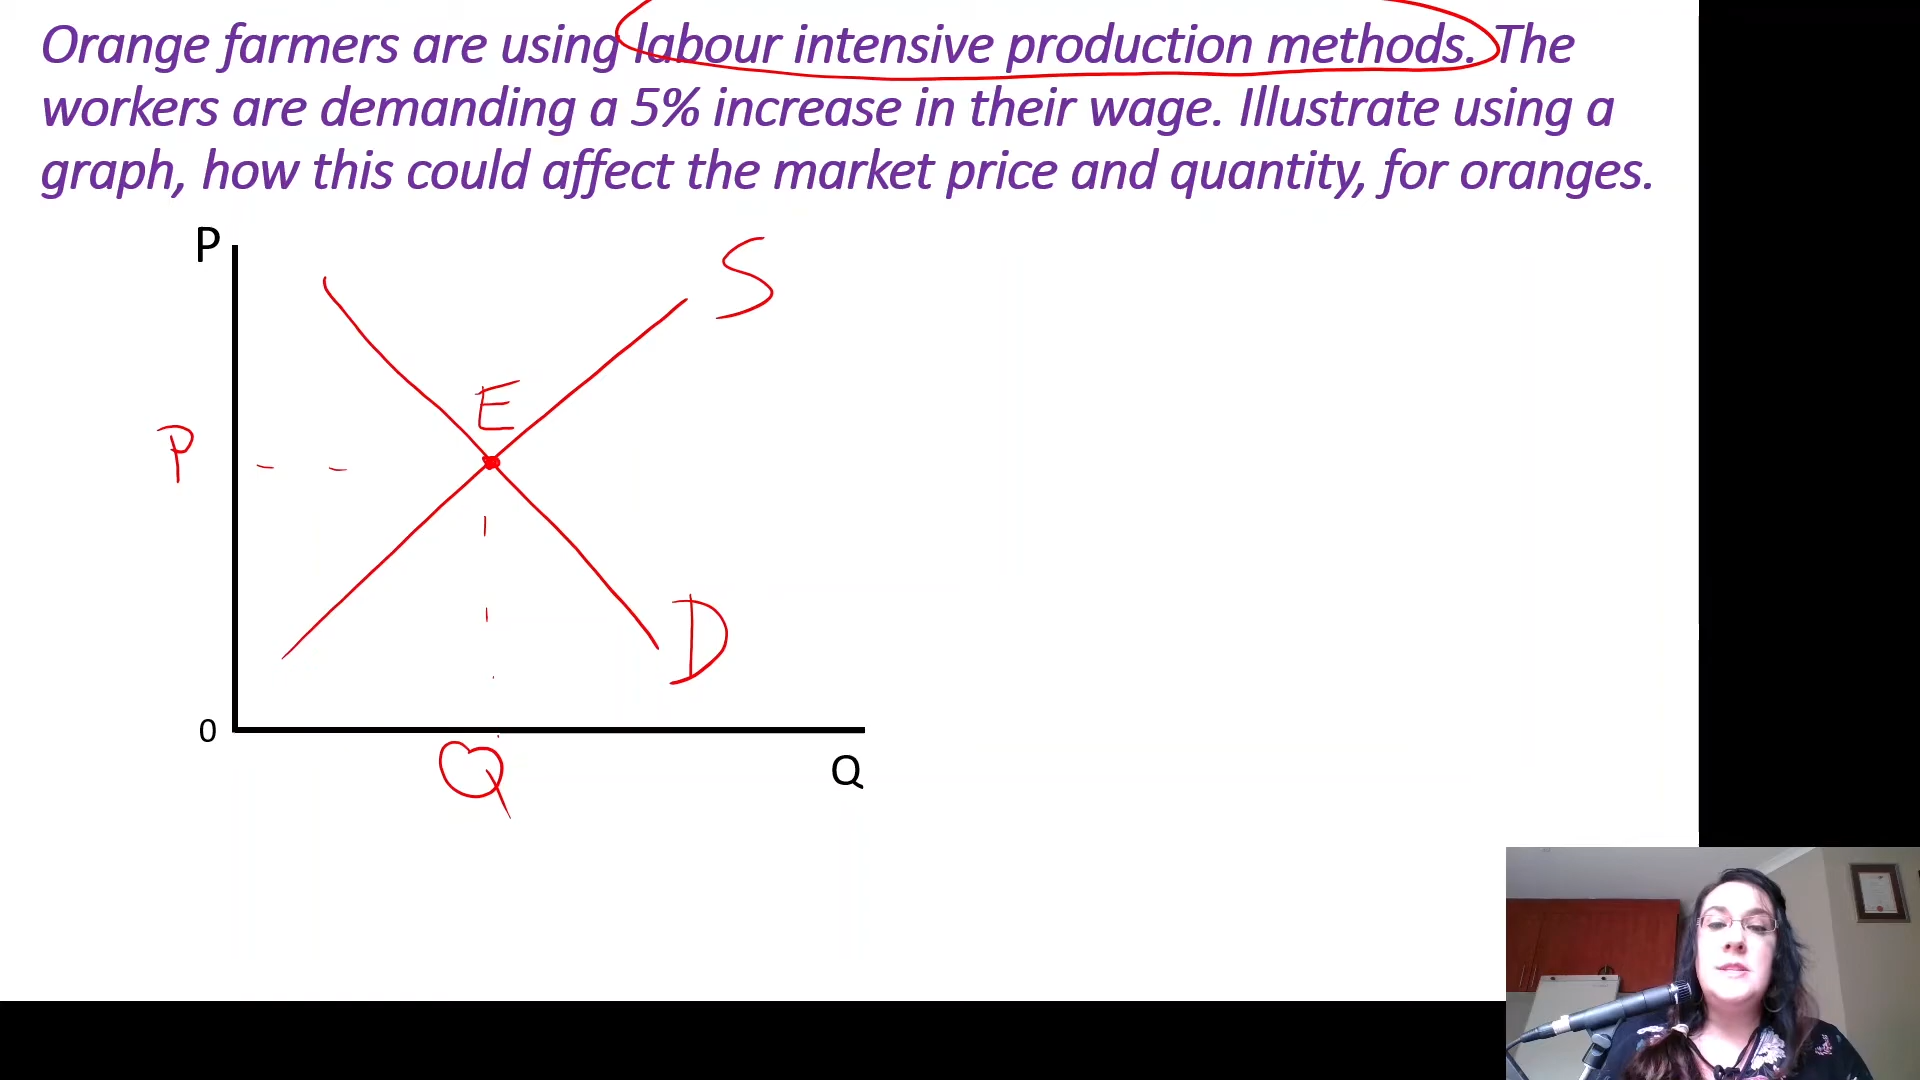 Orange farmers are using labour intensive production methods. The
workers are demanding a 5% increase in their wage. Illustrate using a
graph, how this could affect the market price and quantity, for oranges.
P
S
E
P
D
0
Q
Q